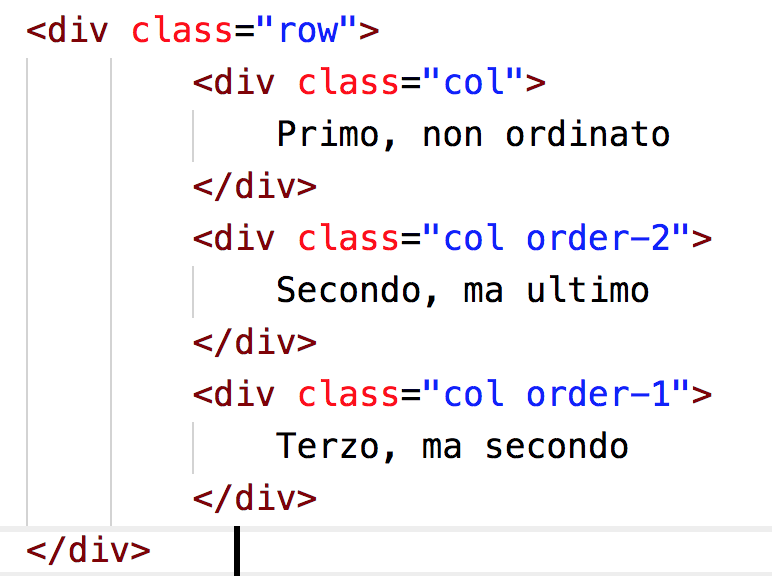 <div class="row">
<div class="col">
Primo, non ordinato
</div>
<div class="col order-2">
Secondo, ma ultimo
</div>
<div class="col order-1">
Terzo, ma secondo
</div>
</div>